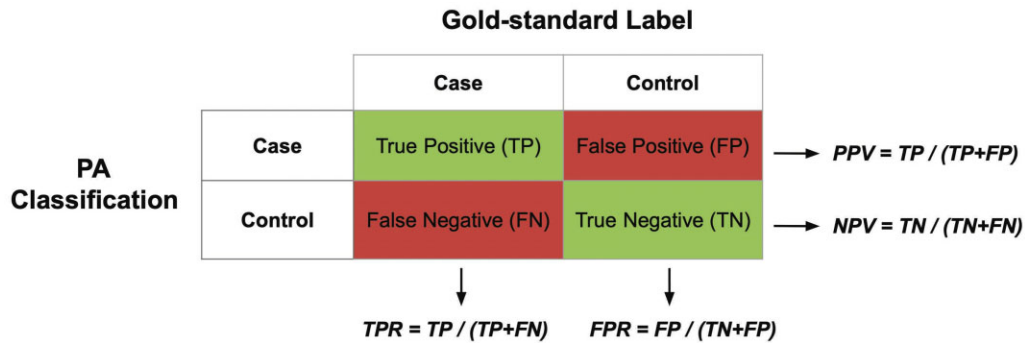 Gold-standard Label
Case Control
PA
Classification
Case True Positive (TP) False Positive (FP) PPV = TP / (TP+FP)
Control False Negative (FN) True Negative (TN) NPV = TN / (TN+FN)
TPR = TP / (TP+FN) FPR = FP / (TN+FP)